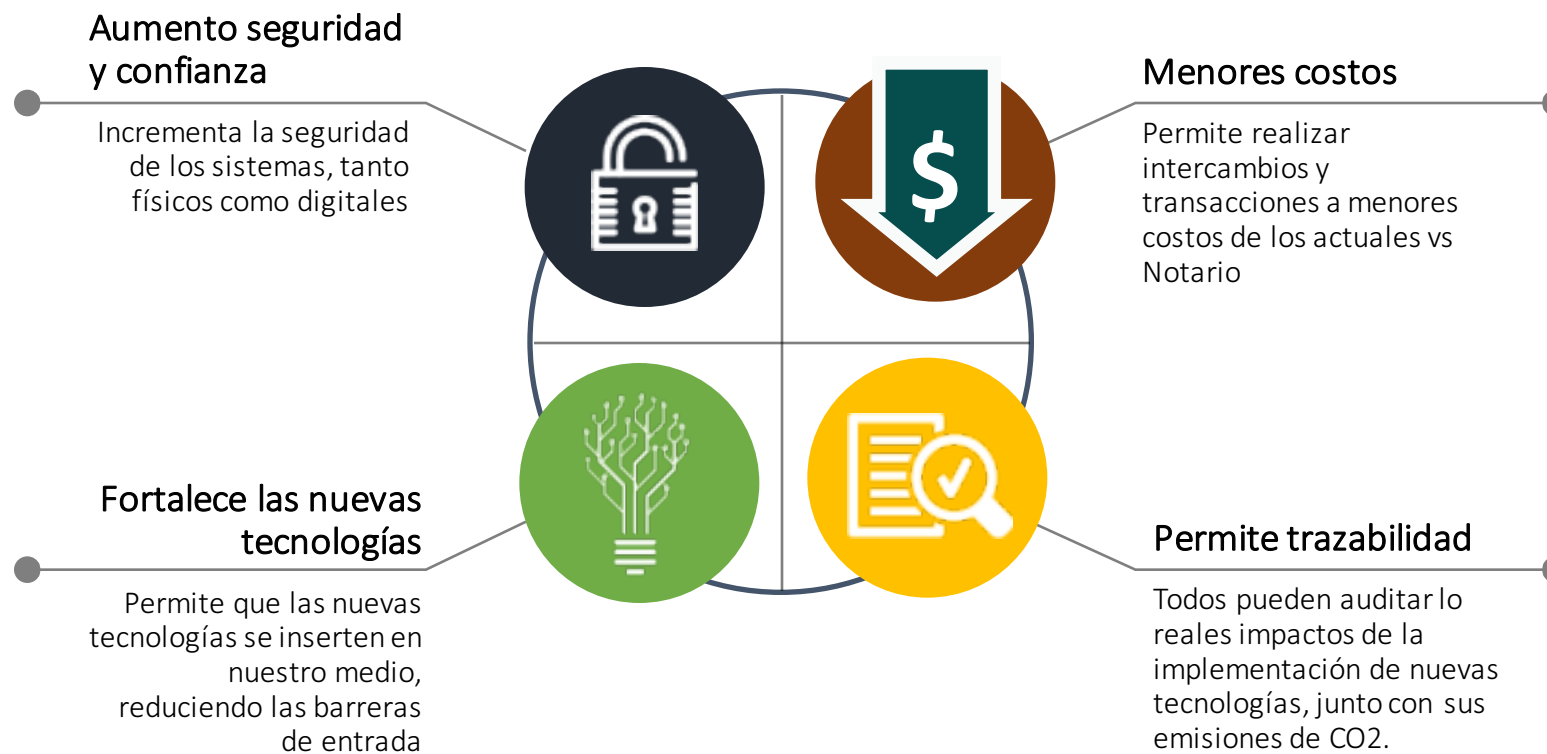 Aumento seguridad
y confianza
Incrementa la seguridad
de los sistemas, tanto
físicos como digitales
$
Menores costos
Permite realizar
intercambios y
transacciones a menores
costos de los actuales vs
Notario
Fortalece las nuevas
tecnologías
Permite que las nuevas
tecnologías se inserten en
nuestro medio,
reduciendo las barreras
de entrada
Permite trazabilidad
Todos pueden auditar lo
reales impactos de la
implementación de nuevas
tecnologías, junto con sus
emisiones de CO2.